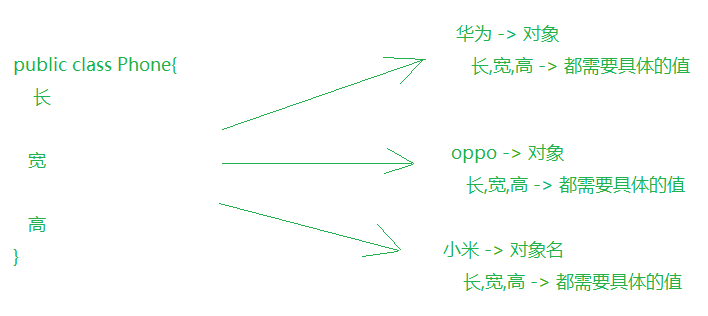 public class Phone{
长
宽
高
}
华为 -> 对象
长,宽,高 -> 都需要具体的值
oppo -> 对象
长,宽,高 -> 都需要具体的值
小米 -> 对象名
长,宽,高 -> 都需要具体的值